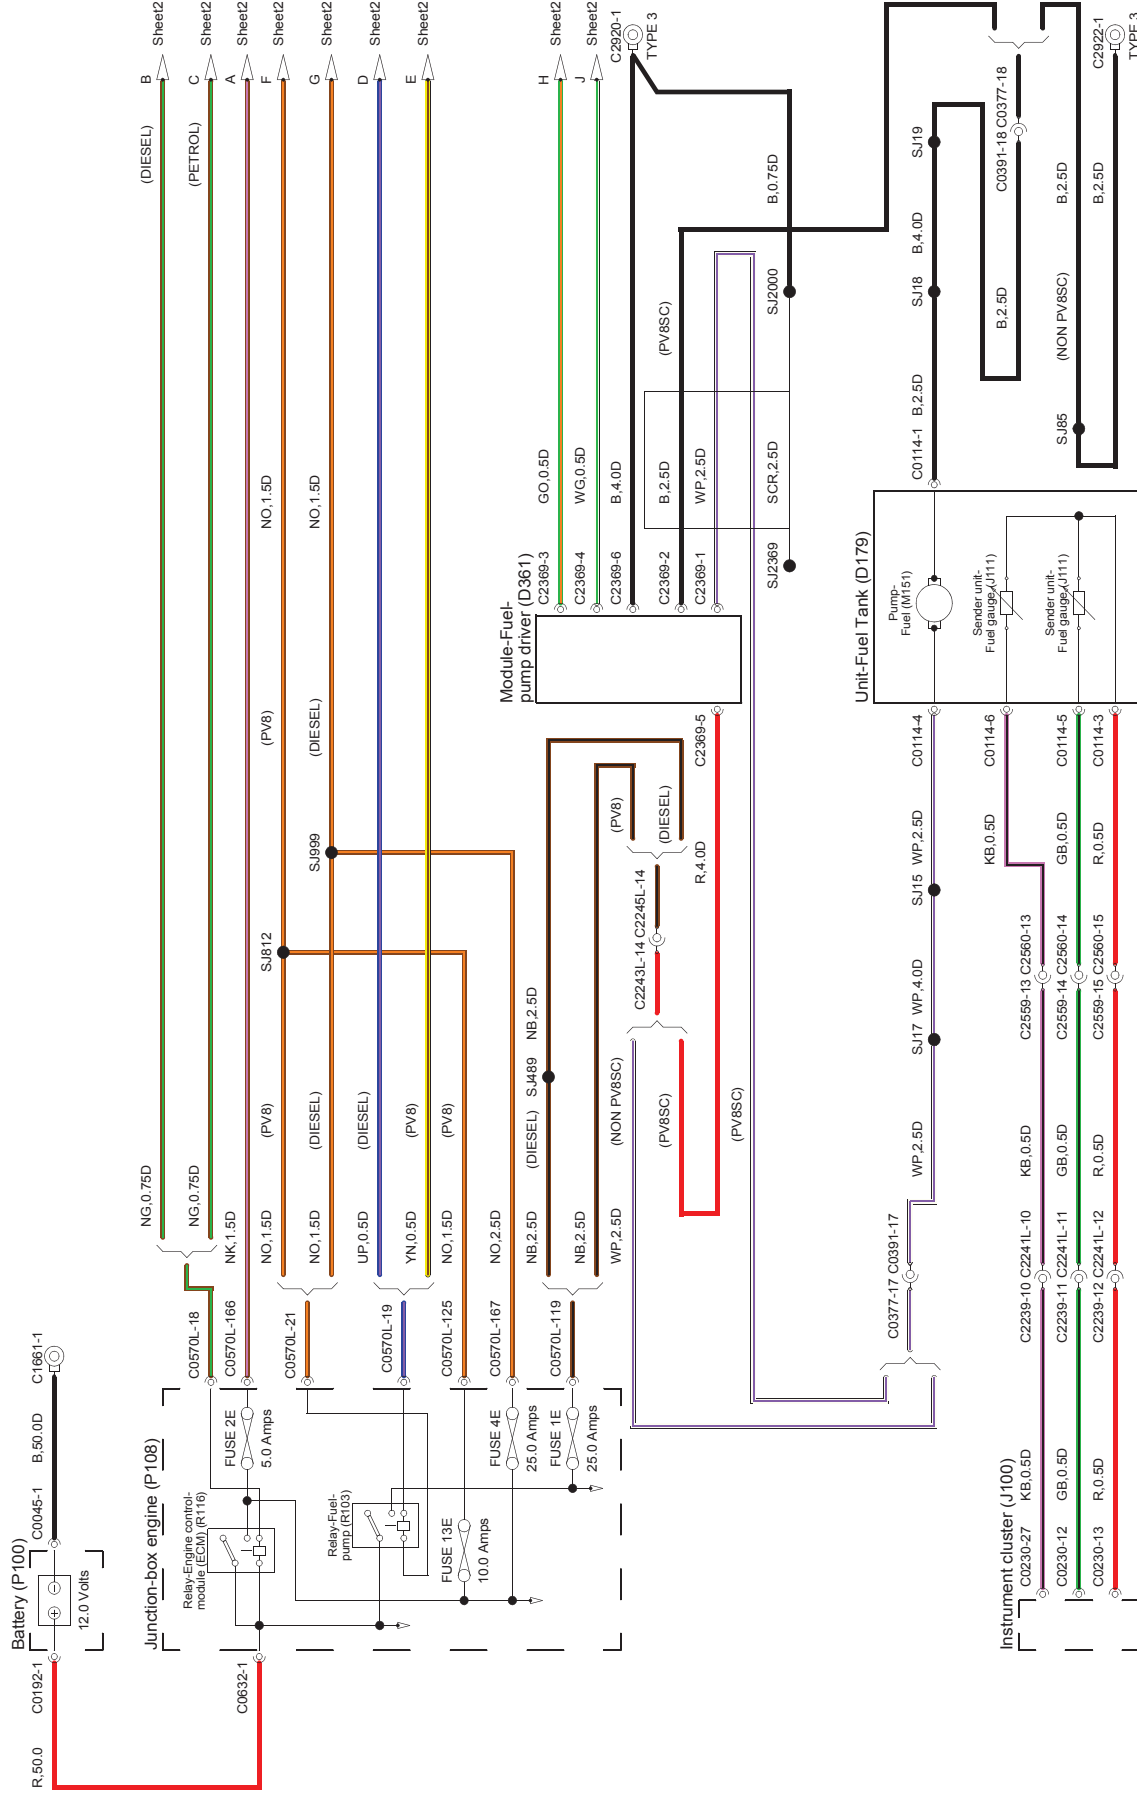 Battery (P100)
12.0 Volts
C0192-1
R,50.0
C0045-1
B,50.0D
C1661-1
Junction-box engine (P108)
C0632-1
Relay-Engine control-
module (ECM) (R116)
FUSE 2E
5.0 Amps
Relay-Fuel-
pump (R103)
FUSE 13E
10.0 Amps
FUSE 4E
25.0 Amps
FUSE 1E
25.0 Amps
C0570L-18
C0570L-166
C0570L-21
C0570L-19
C0570L-125
C0570L-167
C0570L-119
NG,0.75D
(DIESEL)
B
Sheet2
NG,0.75D
(PETROL)
C
Sheet2
NK,1.5D
A
Sheet2
NO,1.5D
(PV8)
SJ812
(PV8)
NO,1.5D
F
Sheet2
NO,1.5D
(DIESEL)
SJ999
(DIESEL)
NO,1.5D
G
Sheet2
UP,0.5D
(DIESEL)
D
Sheet2
YN,0.5D
(PV8)
E
Sheet2
NO,1.5D
(PV8)
NO,2.5D
NB,2.5D
(DIESEL)
SJ489
NB,2.5D
NB,2.5D
WP,2.5D
(NON PV8SC)
(PV8SC)
(PV8SC)
C2243L-14
C2245L-14
(PV8)
(DIESEL)
R,4.0D
C2369-5
Module-Fuel-
pump driver (D361)
C2369-3
GO,0.5D
H
Sheet2
C2369-4
WG,0.5D
J
Sheet2
C2369-6
B,4.0D
C2920-1
TYPE 3
C2369-2
B,2.5D
(PV8SC)
C2369-1
WP,2.5D
SJ2369
SCR,2.5D
SJ2000
B,0.75D
Unit-Fuel Tank (D179)
Pump-
Fuel (M151)
Sender unit-
Fuel gauge (J111)
Sender unit-
Fuel gauge (J111)
C0114-1
B,2.5D
SJ18
B,4.0D
SJ19
B,2.5D
C0391-18
C0377-18
SJ85
(NON PV8SC)
B,2.5D
B,2.5D
C2922-1
TYPE 3
C0377-17
C0391-17
WP,2.5D
SJ17
WP,4.0D
SJ15
WP,2.5D
C0114-4
Instrument cluster (J100)
C0230-27
KB,0.5D
C2239-10
C2241L-10
KB,0.5D
C2559-13
C2560-13
KB,0.5D
C0114-6
C0230-12
GB,0.5D
C2239-11
C2241L-11
GB,0.5D
C2559-14
C2560-14
GB,0.5D
C0114-5
C0230-13
R,0.5D
C2239-12
C2241L-12
R,0.5D
C2559-15
C2560-15
R,0.5D
C0114-3